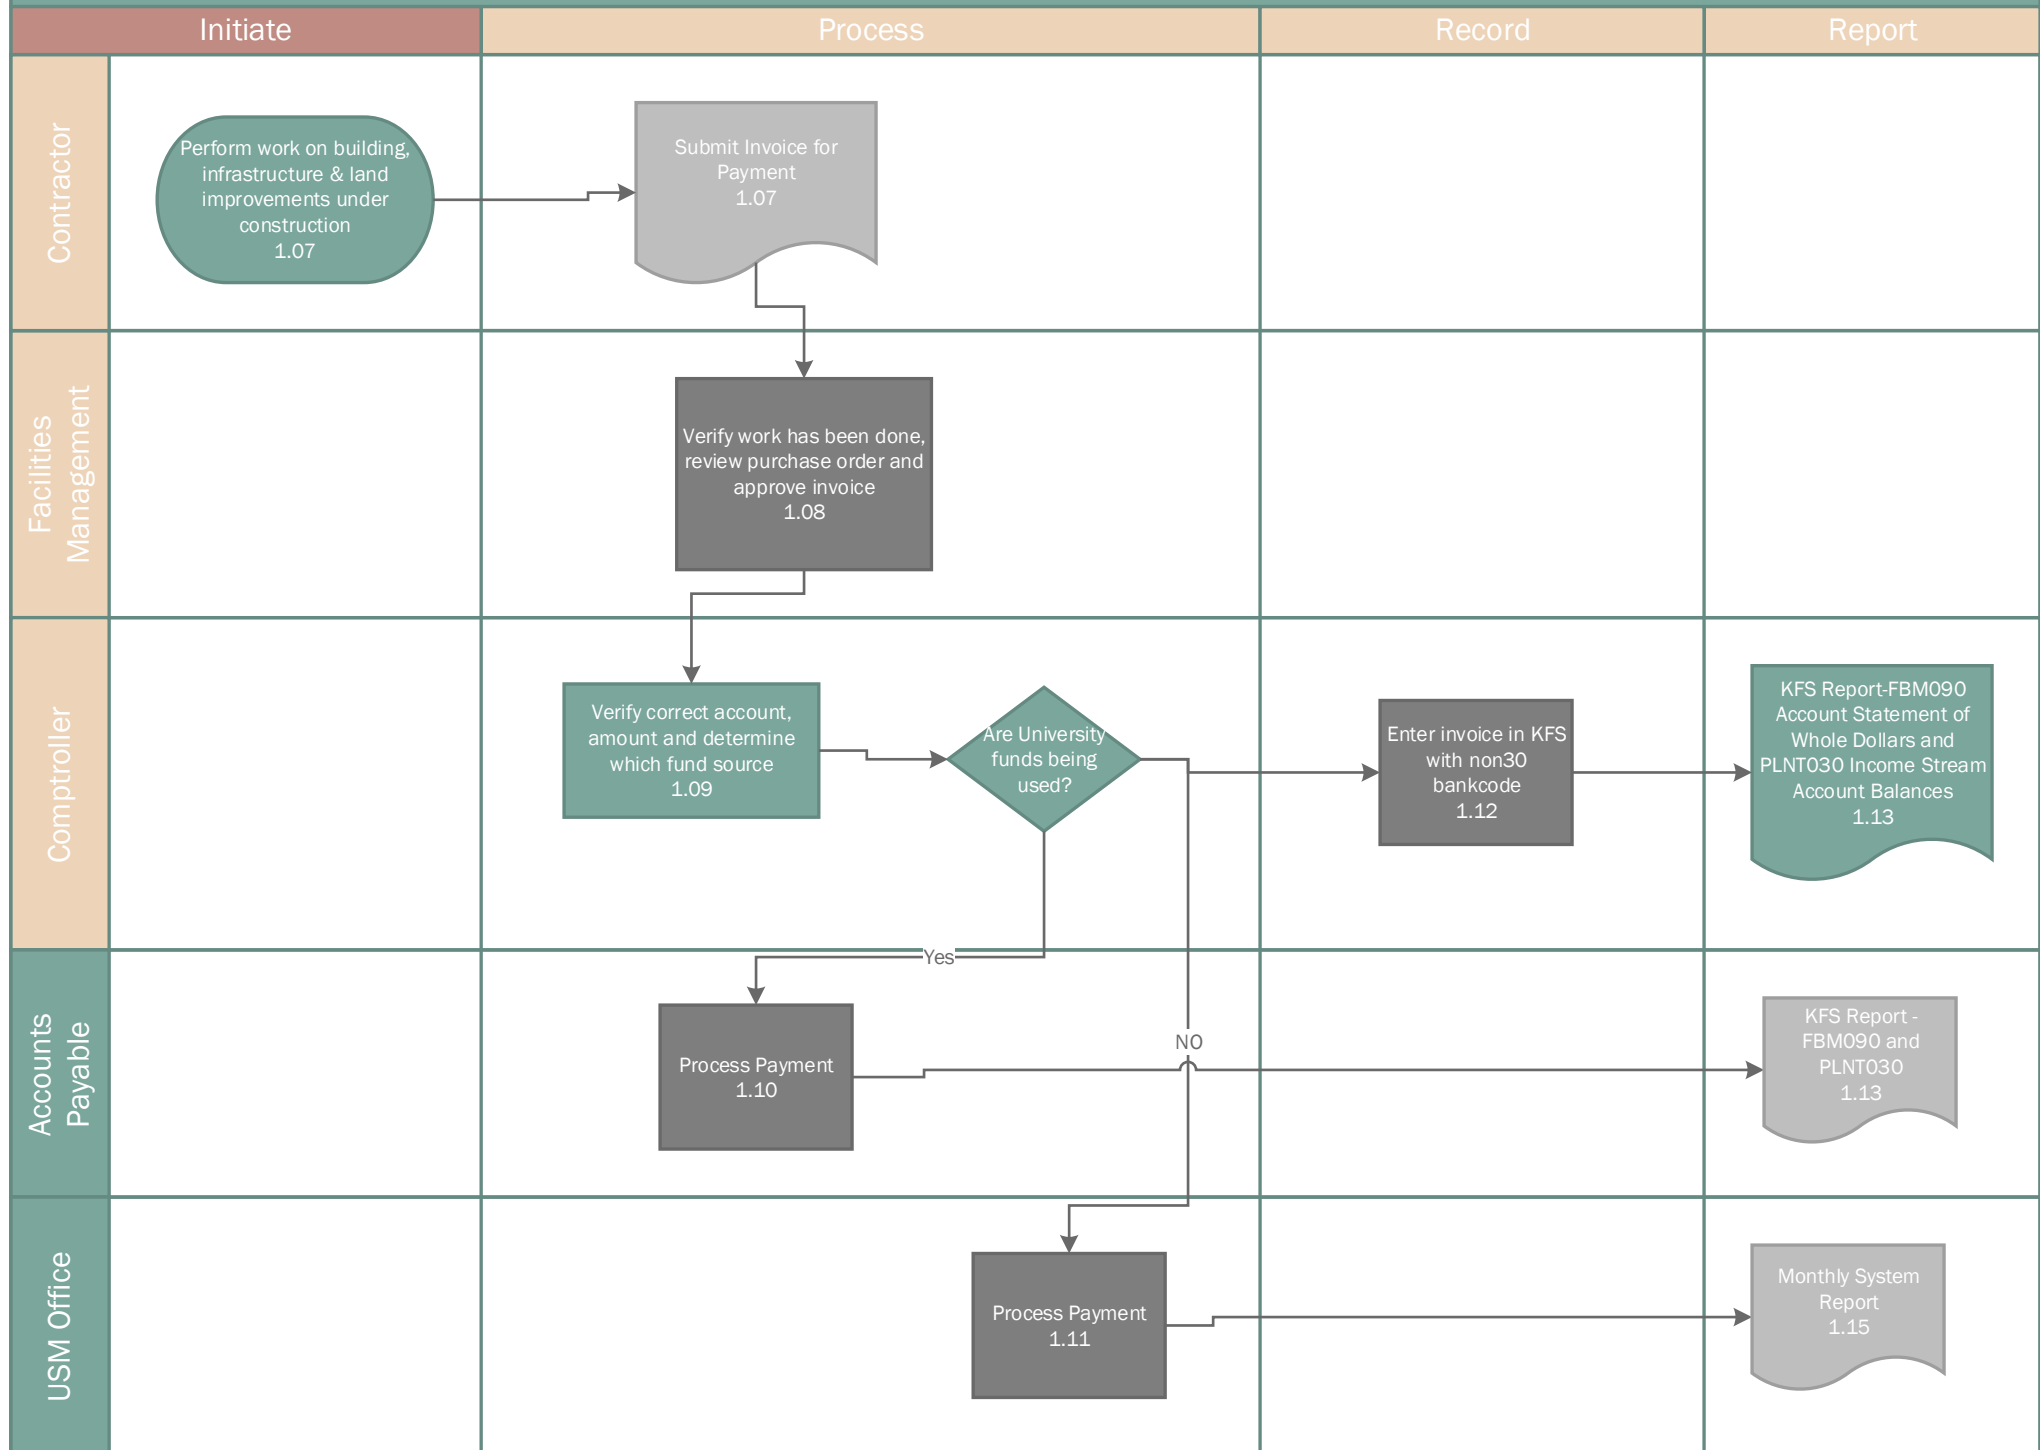 Initiate
Process
Record
Report
Contractor
Perform work on building,
infrastructure & land
improvements under
construction
1.07
Submit Invoice for
Payment
1.07
Facilities
Management
Verify work has been done,
review purchase order and
approve invoice
1.08
Comptroller
Verify correct account,
amount and determine
which fund source
1.09
Are University
funds being
used?
Enter invoice in KFS
with non30
bankcode
1.12
KFS Report-FBM090
Account Statement of
Whole Dollars and
PLNT030 Income Stream
Account Balances
1.13
Yes
NO
Accounts
Payable
Process Payment
1.10
KFS Report -
FBM090 and
PLNT030
1.13
USM Office
Process Payment
1.11
Monthly System
Report
1.15